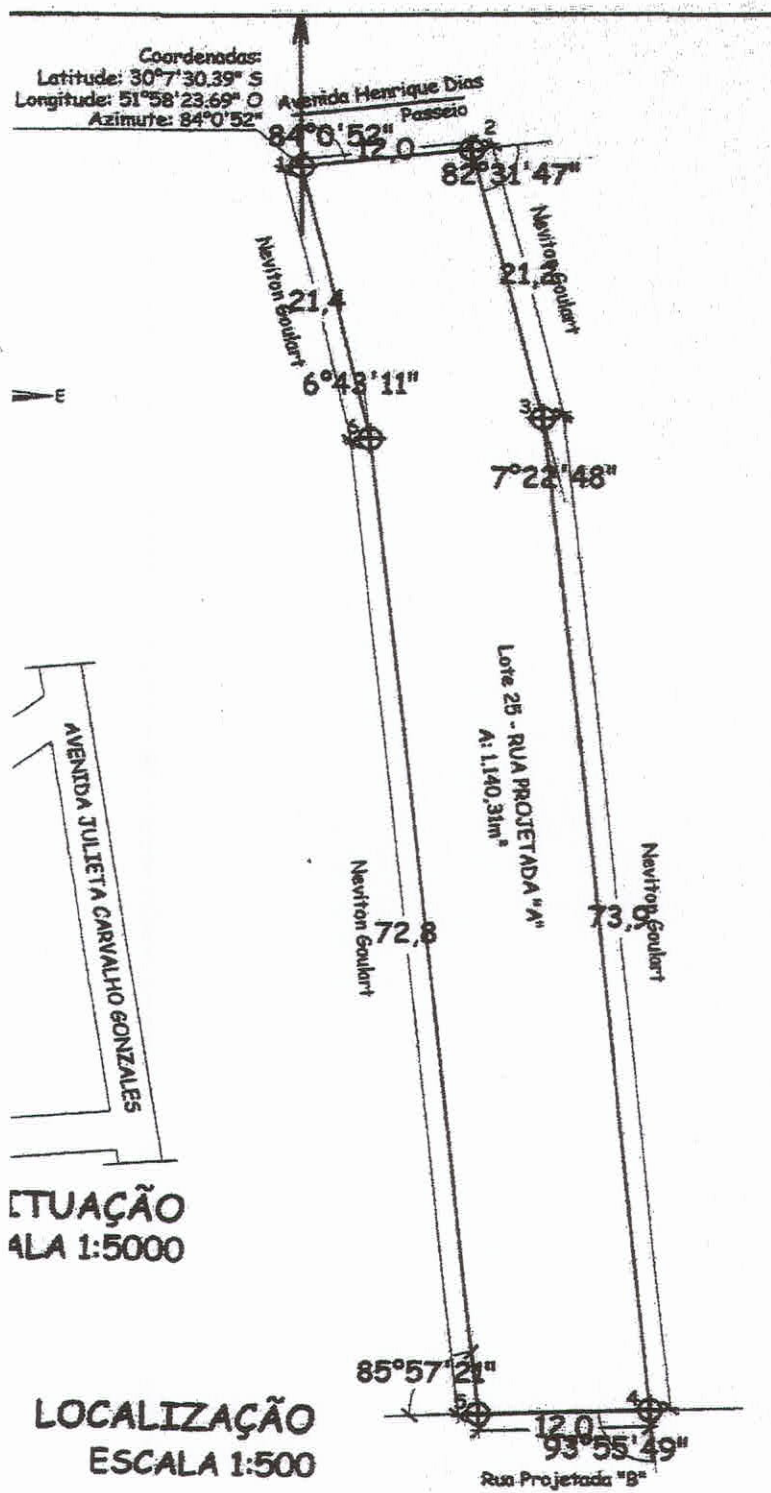 Coordenadas:
Latitude: 30°7'30.39" S
Longitude: 51°58'23.69" O
Azimute: 84°0'52"
Avenida Henrique Dias
Passeio
84°0'52"
12,0
1
2
82°31'47"
Neviton Goulart
21,4
Neviton Goulart
6°43'11"
E
6
3
7°22'48"
Lote 25 - RUA PROJETADA "A"
A: 1.140,31m²
AVENIDA JULIETA CARVALHO GONZALES
Neviton Goulart
72,8
Neviton Goulart
73,9
ITUAÇÃO
ALA 1:5000
85°57'21"
5
4
12,0
93°55'49"
LOCALIZAÇÃO
ESCALA 1:500
Rua Projetada "B"